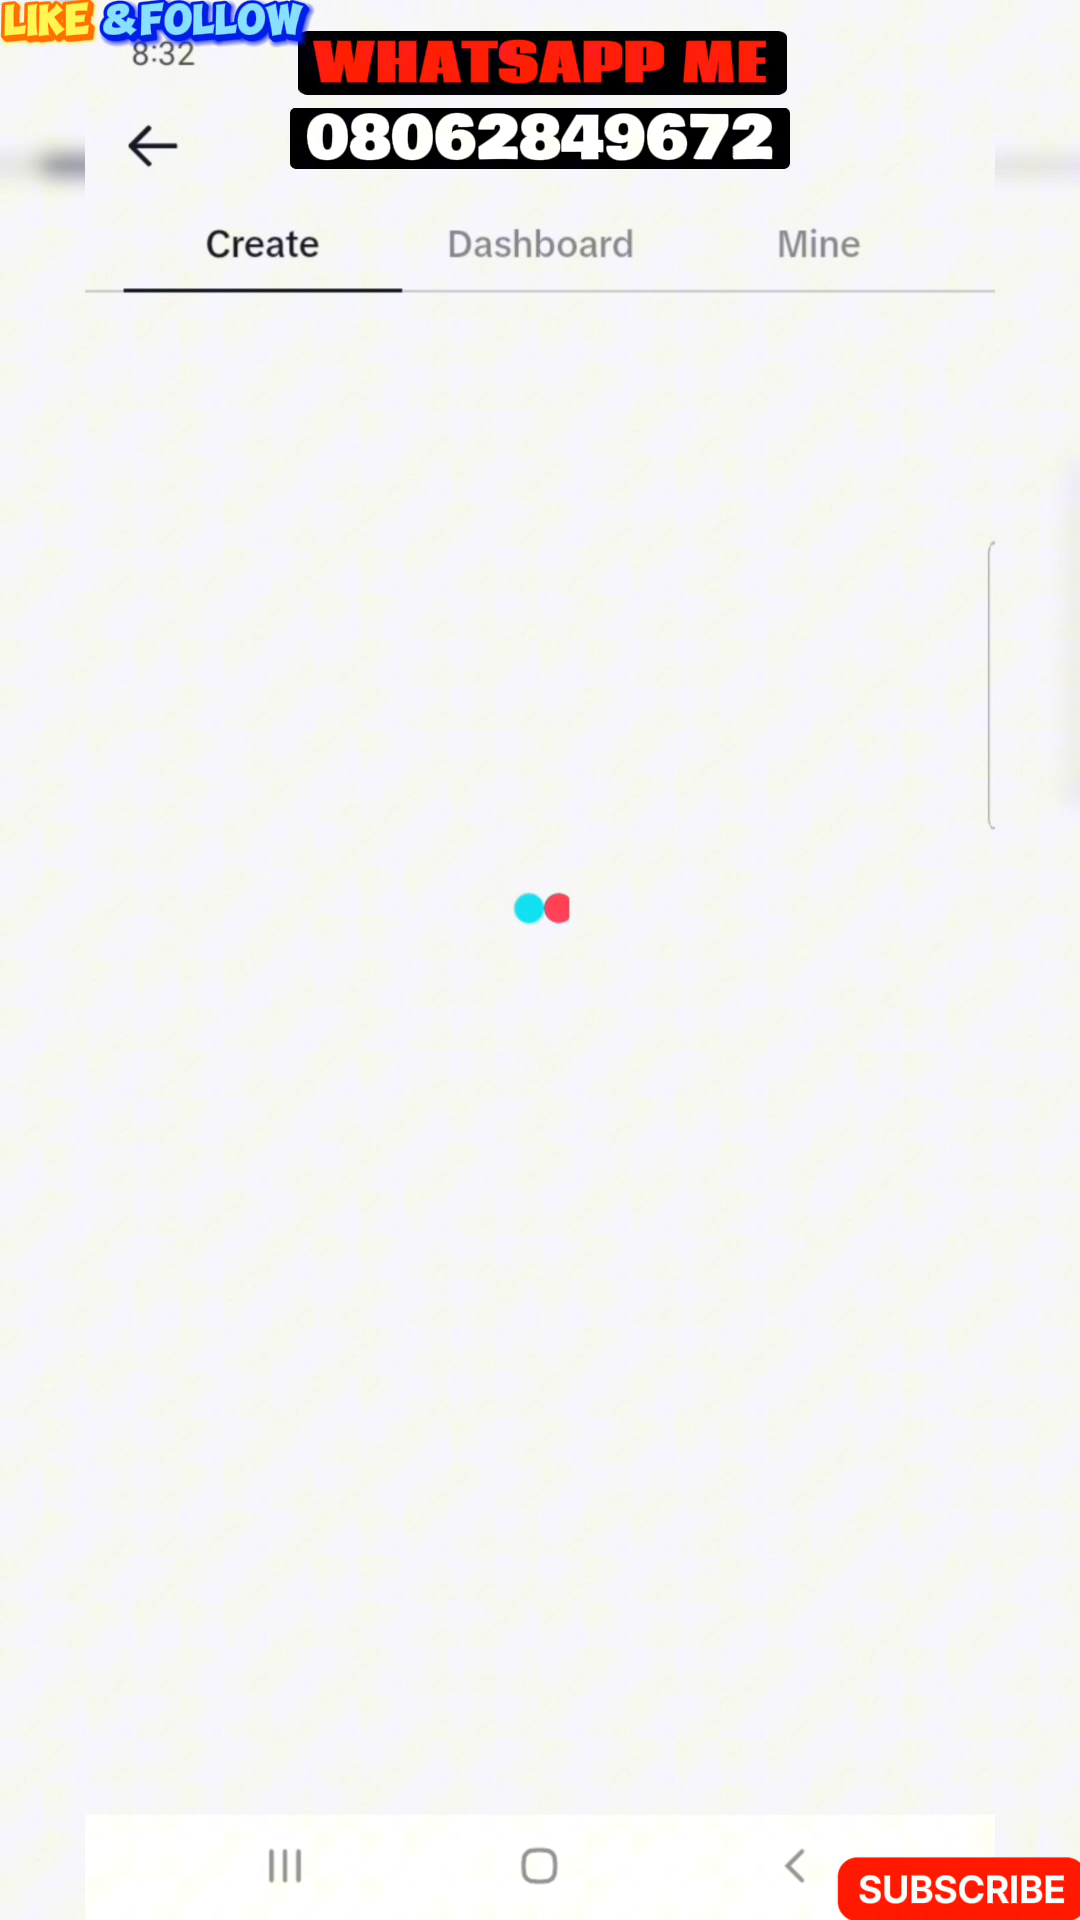 LIKE &FOLLOW
8:32
WHATSAPP ME
08062849672
Create Dashboard Mine
SUBSCRIBE